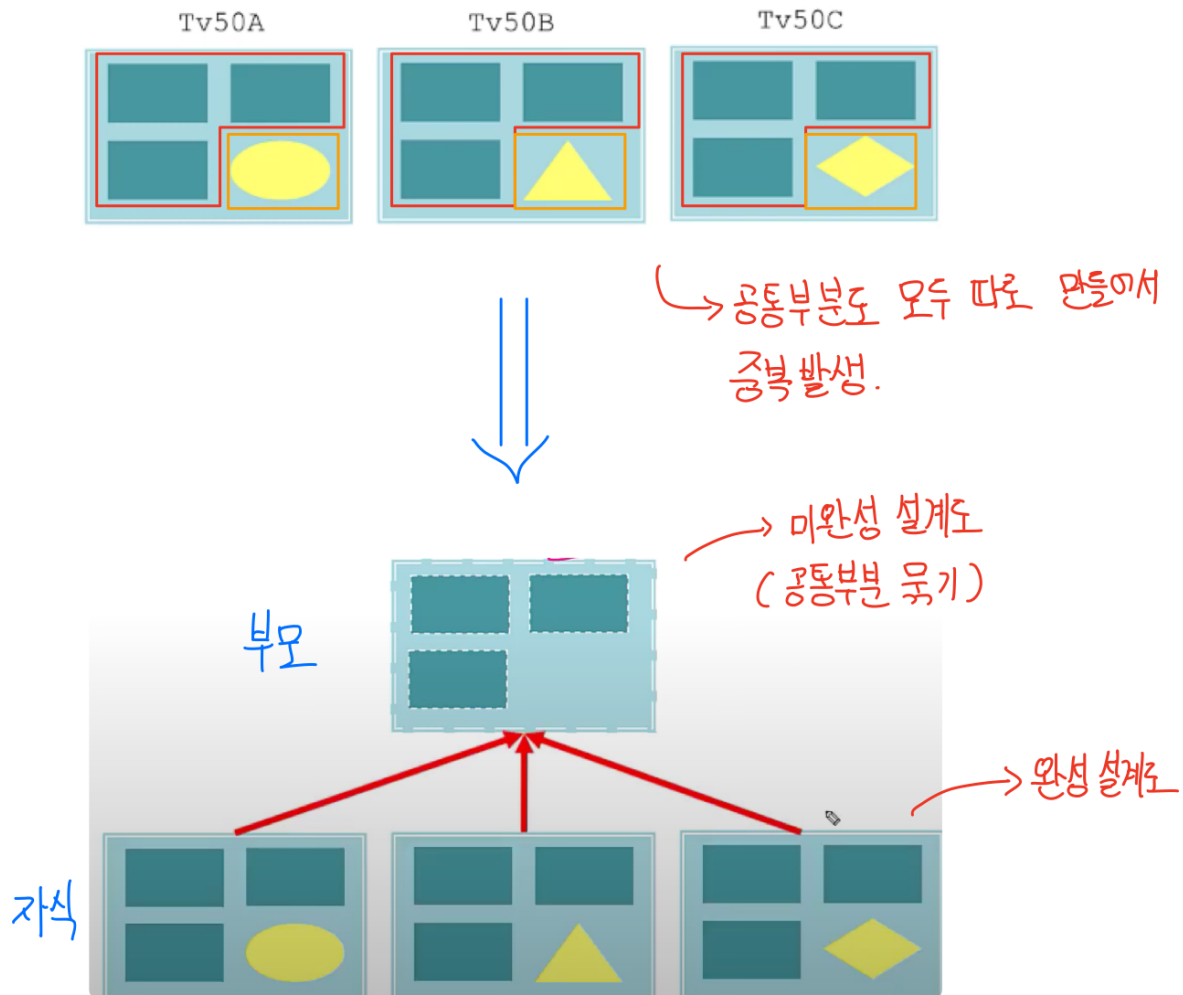 Tv50A Tv50B Tv50C
공통부분도 모두 따로 만들어서
중복 발생.
미완성 설계도
(공통부분 묶기)
부모
완성 설계도
자식